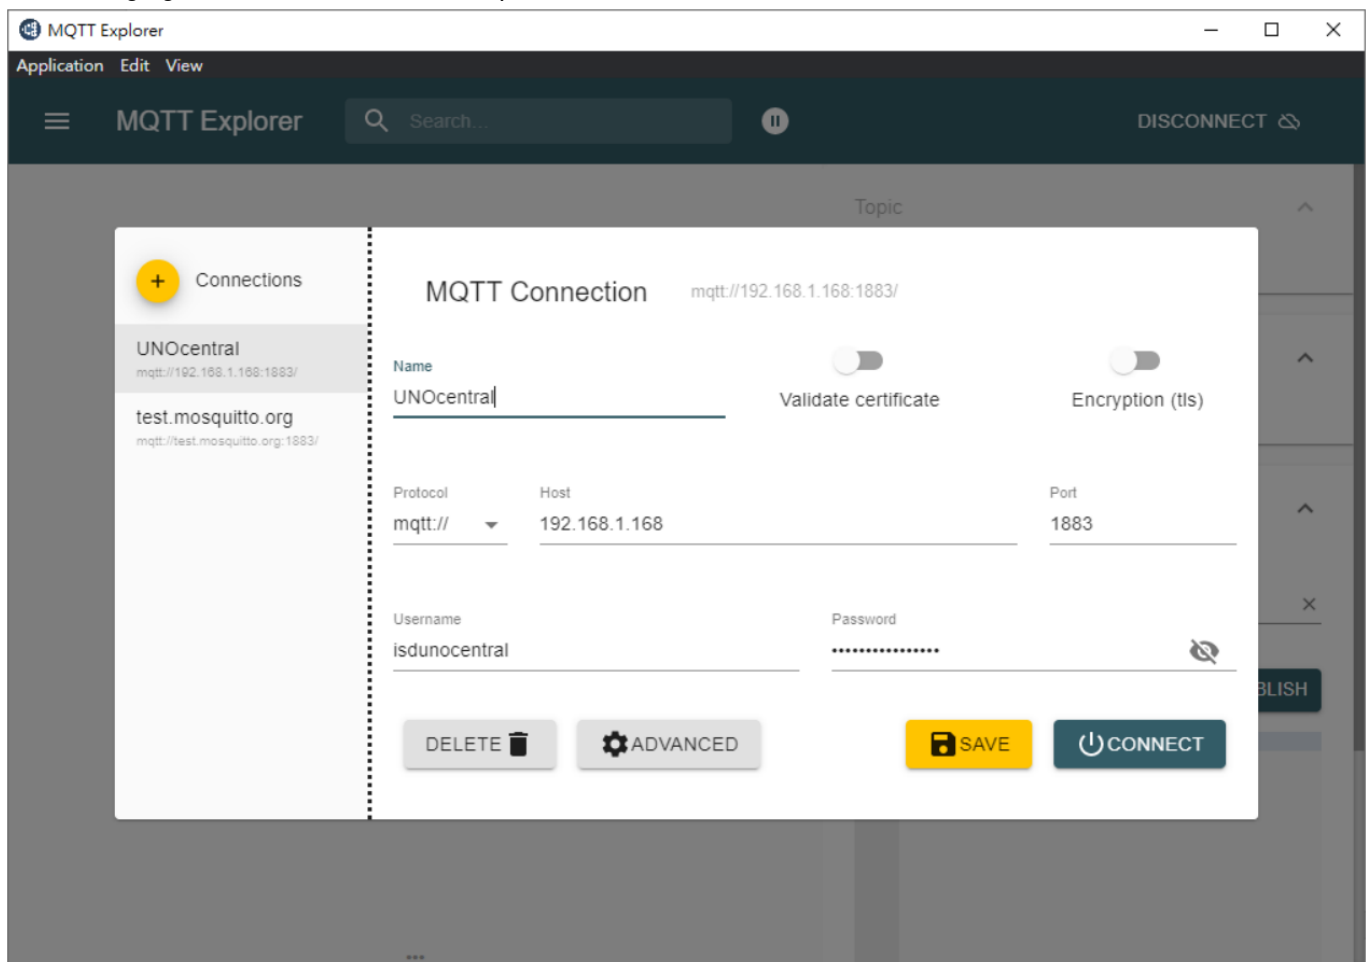 MQTT Explorer
Application Edit View
MQTT Explorer
Search...
DISCONNECT
Topic
+ Connections
UNOcentral
mqtt://192.168.1.168:1883/
test.mosquitto.org
mqtt://test.mosquitto.org:1883/
MQTT Connection mqtt://192.168.1.168:1883/
Name
UNOcentral
Validate certificate
Encryption (tls)
Protocol Host Port
mqtt:// 192.168.1.168 1883
Username Password
isdunocentral ••••••••••••••••
BLISH
DELETE ADVANCED SAVE CONNECT